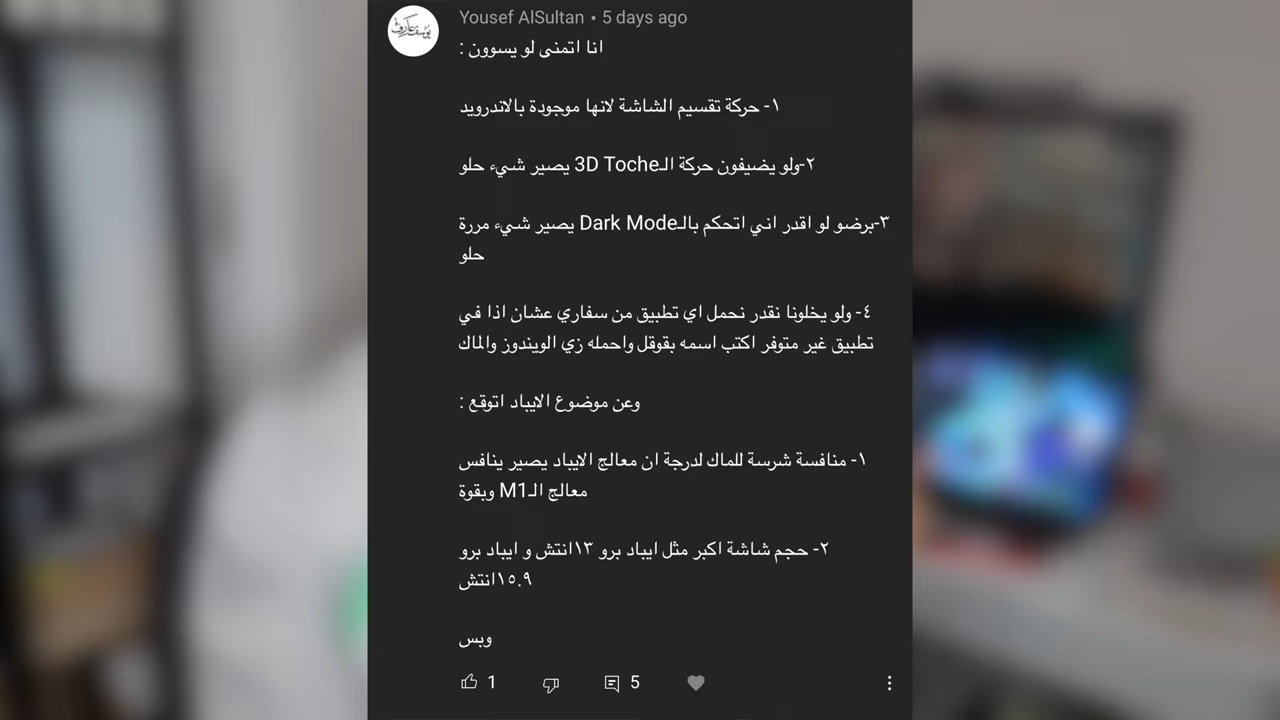 Yousef AlSultan • 5 days ago
انا اتمنى لو يسوون :
١- حركة تقسيم الشاشة لانها موجودة بالاندرويد
٢-ولو يضيفون حركة الـ3D Toche يصير شيء حلو
٣-برضو لو اقدر اني اتحكم بالـDark Mode يصير شيء مررة
حلو
٤- ولو يخلونا نقدر نحمل اي تطبيق من سفاري عشان اذا في
تطبيق غير متوفر اكتب اسمه بقوقل واحمله زي الويندوز والماك
وعن موضوع الايباد اتوقع :
١- منافسة شرسة للماك لدرجة ان معالج الايباد يصير ينافس
معالج الـM1 وبقوة
٢- حجم شاشة اكبر مثل ايباد برو ١٣انتش و ايباد برو
١٥.٩انتش
وبس
1
5